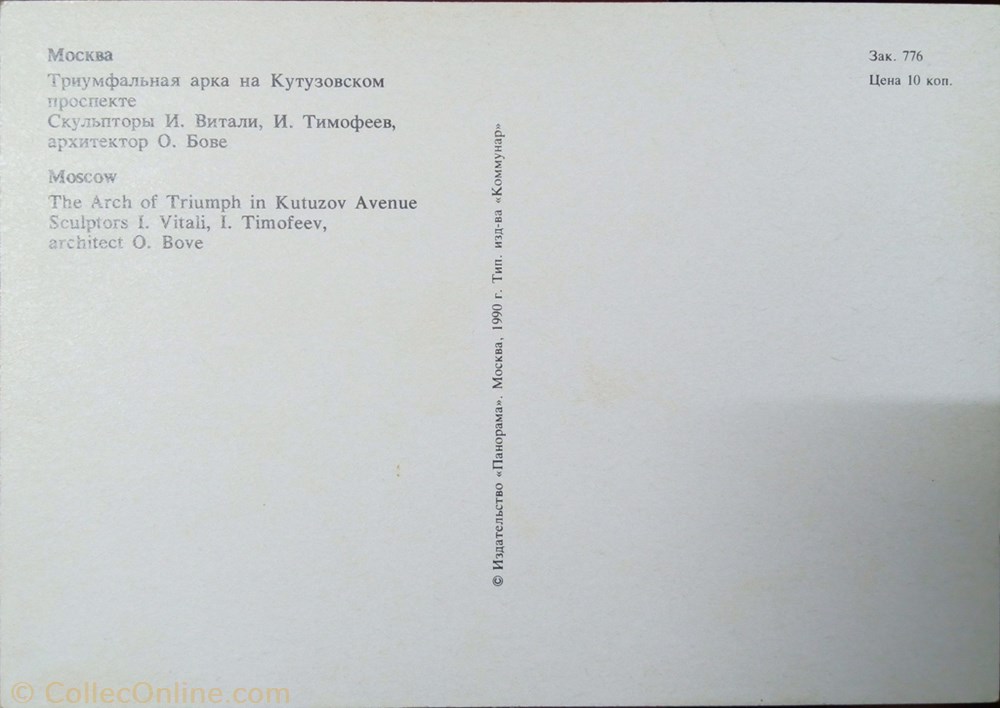 Москва
Триумфальная арка на Кутузовском
проспекте
Скульпторы И. Витали, И. Тимофеев,
архитектор О. Бове
Moscow
The Arch of Triumph in Kutuzov Avenue
Sculptors I. Vitali, I. Timofeev,
architect O. Bove
© Издательство «Панорама». Москва, 1990 г. Тип. изд-ва «Коммунар»
Зак. 776
Цена 10 коп.
© CollecOnline.com